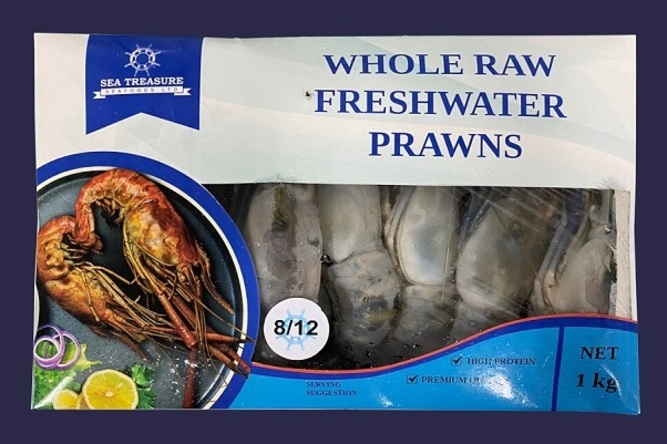 SEA TREASURE
SEAFOODS LTD
WHOLE RAW
FRESHWATER
PRAWNS
8/12
HIGH PROTEIN
PREMIUM
SERVING
SUGGESTION
NET
1 kg